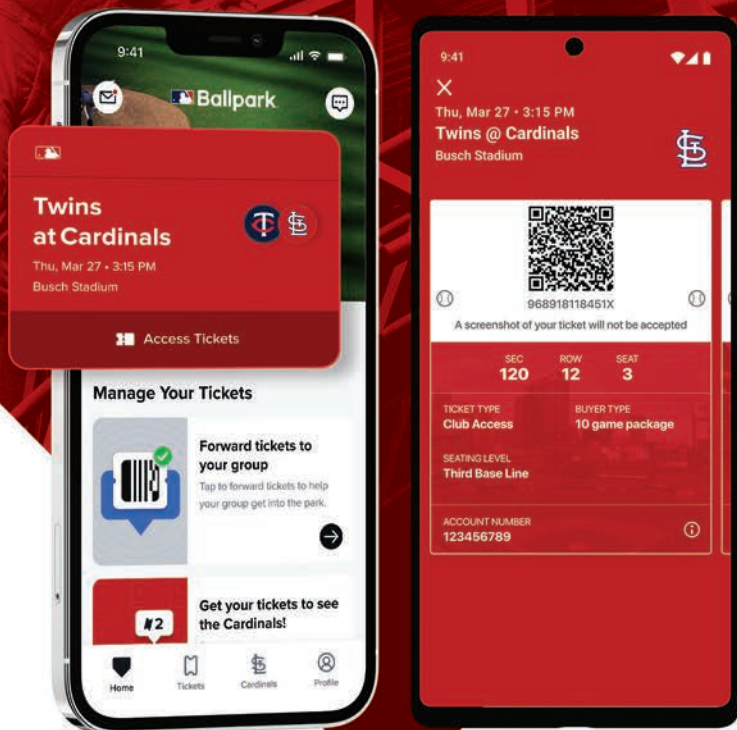 9:41
Ballpark
Twins
at Cardinals
Thu, Mar 27 • 3:15 PM
Busch Stadium
Access Tickets
Manage Your Tickets
Forward tickets to
your group
Tap to forward tickets to help
your group get into the park.
Get your tickets to see
the Cardinals!
2
Home
Tickets
Cardinals
Profile
9:41
Thu, Mar 27 • 3:15 PM
Twins @ Cardinals
Busch Stadium
968918118451X
A screenshot of your ticket will not be accepted
SEC ROW SEAT
120 12 3
TICKET TYPE BUYER TYPE
Club Access 10 game package
SEATING LEVEL
Third Base Line
ACCOUNT NUMBER
123456789